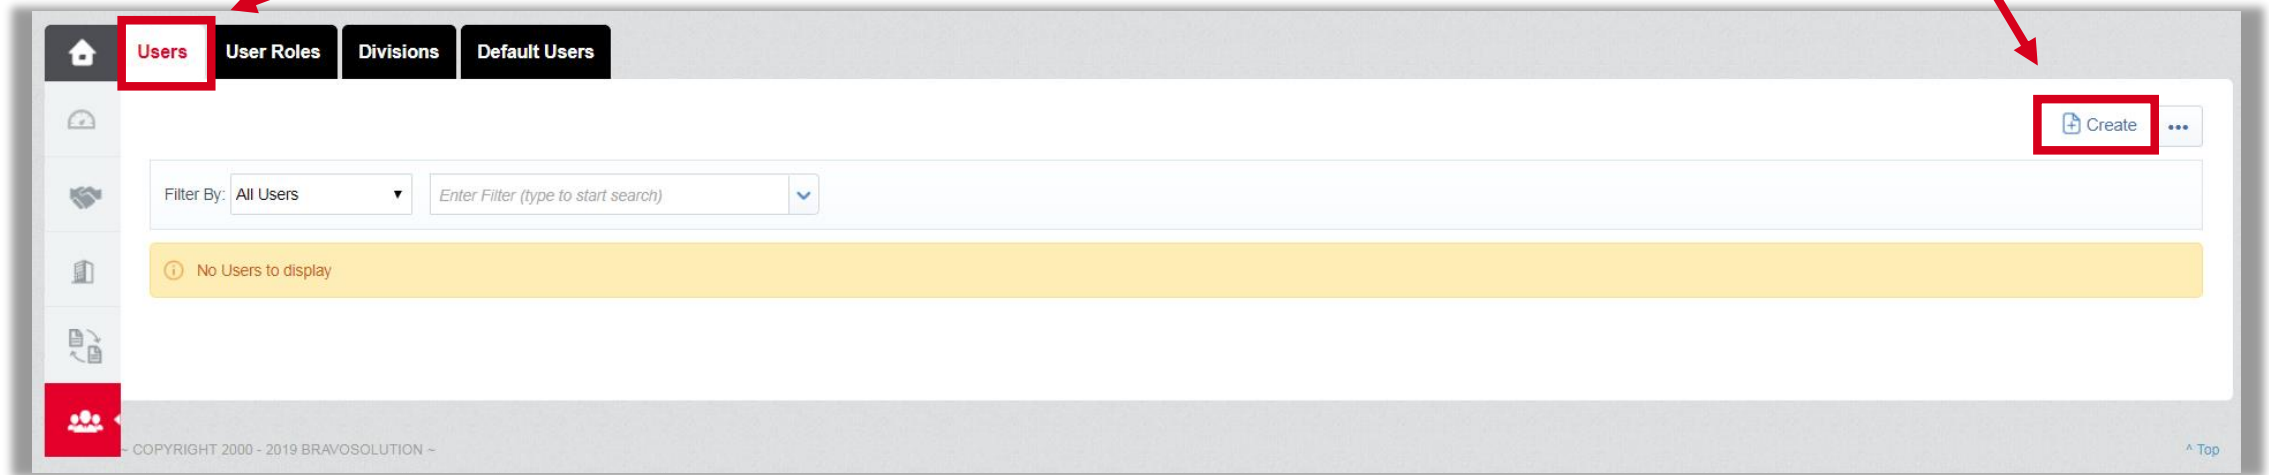 Users User Roles Divisions Default Users
Create •••
Filter By: All Users Enter Filter (type to start search)
No Users to display
~ COPYRIGHT 2000 - 2019 BRAVOSOLUTION ~
^ Top